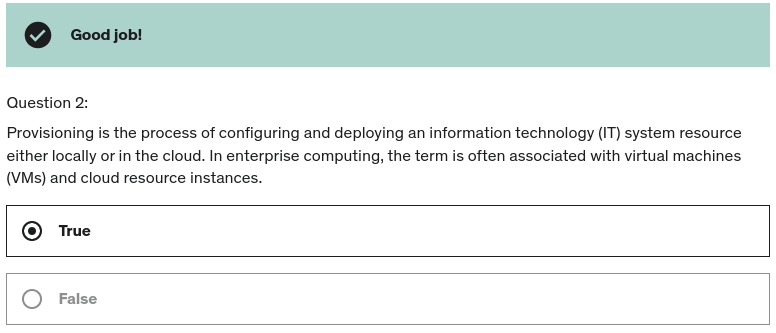 Good job!
Question 2:
Provisioning is the process of configuring and deploying an information technology (IT) system resource
either locally or in the cloud. In enterprise computing, the term is often associated with virtual machines
(VMs) and cloud resource instances.
True
False